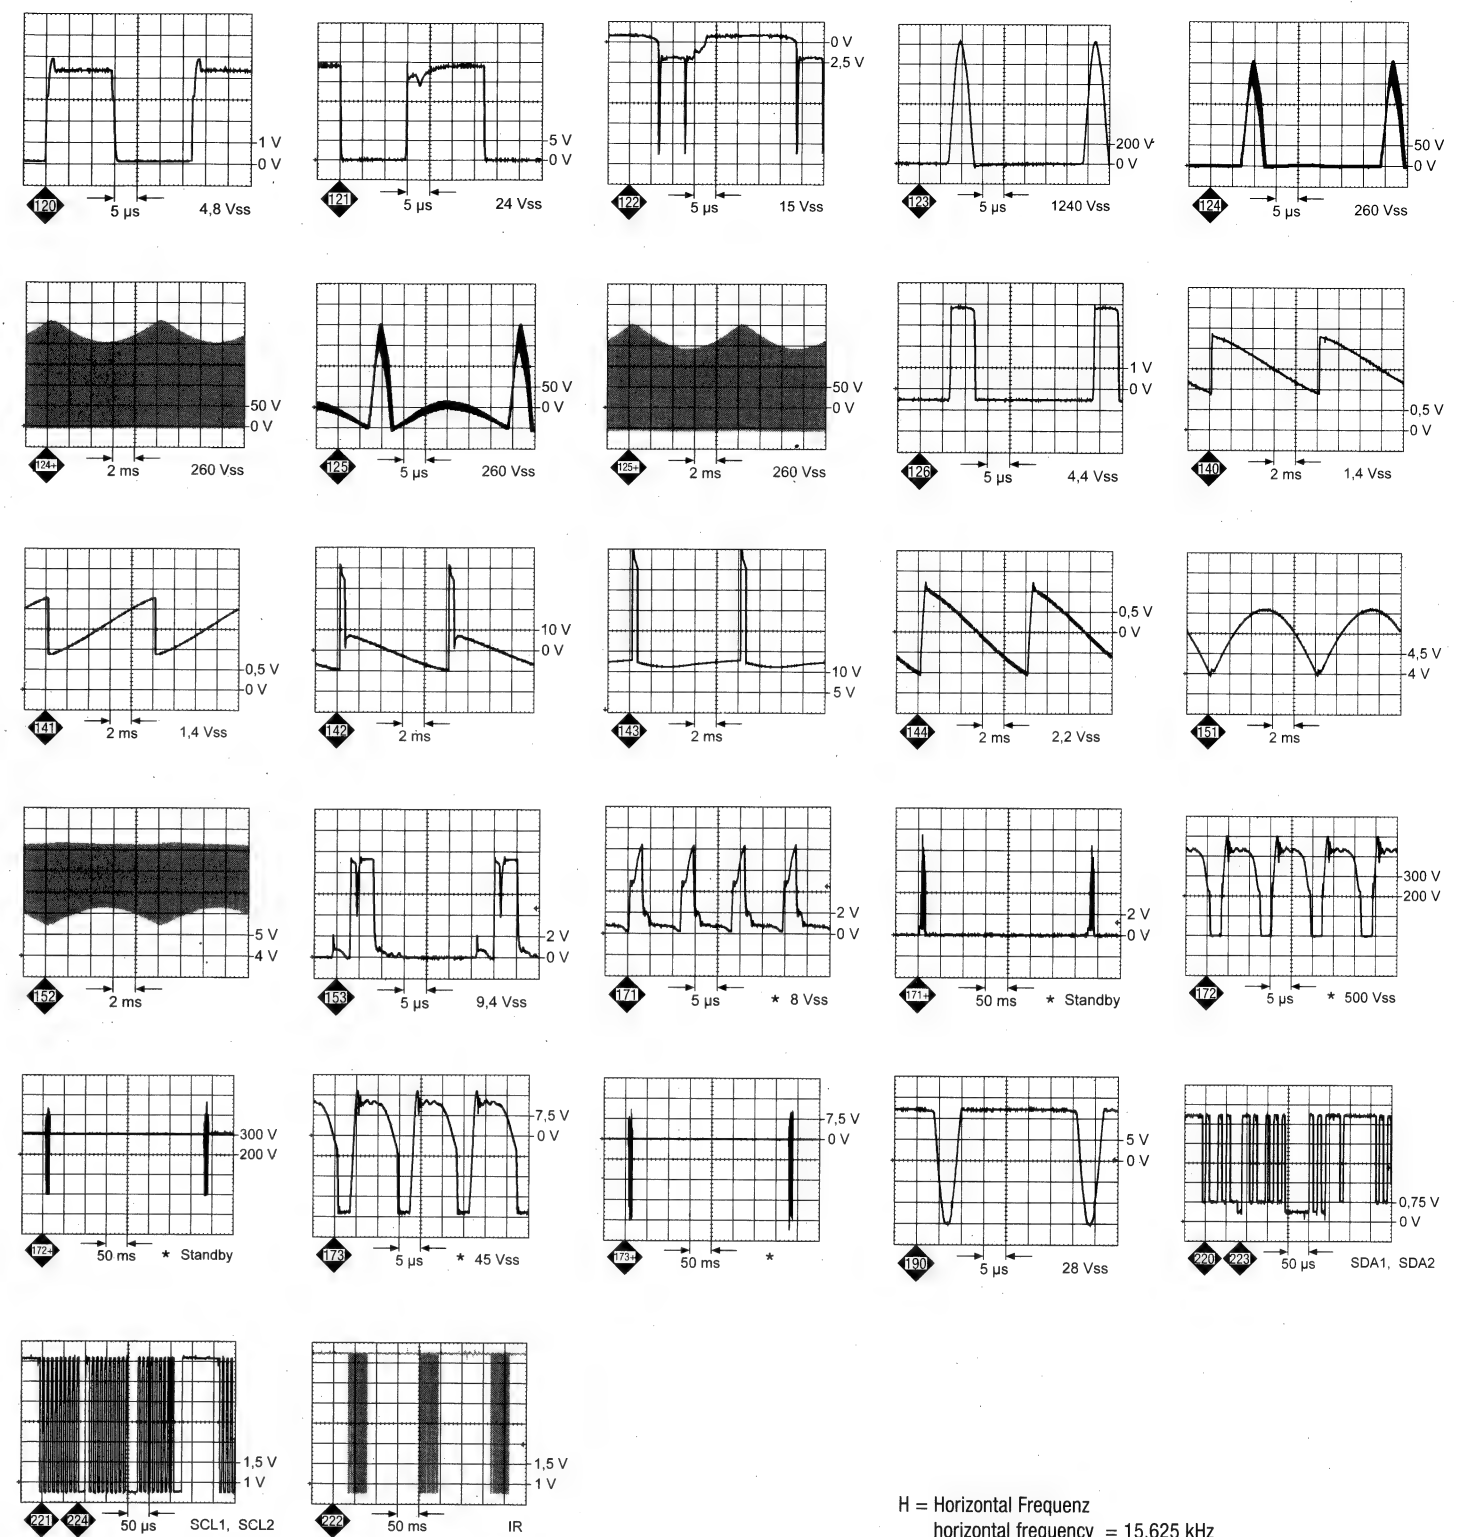 1 V
0 V
120
5 µs
4,8 Vss
5 V
0 V
121
5 µs
24 Vss
0 V
2,5 V
122
5 µs
15 Vss
200 V
0 V
123
5 µs
1240 Vss
50 V
0 V
124
5 µs
260 Vss
50 V
0 V
124+
2 ms
260 Vss
50 V
0 V
125
5 µs
260 Vss
50 V
0 V
125+
2 ms
260 Vss
1 V
0 V
126
5 µs
4,4 Vss
0,5 V
0 V
140
2 ms
1,4 Vss
0,5 V
0 V
141
2 ms
1,4 Vss
10 V
0 V
142
2 ms
10 V
5 V
143
2 ms
0,5 V
0 V
144
2 ms
2,2 Vss
4,5 V
4 V
151
2 ms
5 V
4 V
152
2 ms
2 V
0 V
153
5 µs
9,4 Vss
2 V
0 V
171
5 µs
* 8 Vss
2 V
0 V
171+
50 ms
* Standby
300 V
200 V
172
5 µs
* 500 Vss
300 V
200 V
172+
50 ms
* Standby
7,5 V
0 V
173
5 µs
* 45 Vss
7,5 V
0 V
173+
50 ms
*
5 V
0 V
190
5 µs
28 Vss
0,75 V
0 V
220 223
50 µs
SDA1, SDA2
1,5 V
1 V
221 224
50 µs
SCL1, SCL2
1,5 V
1 V
222
50 ms
IR
H = Horizontal Frequenz
horizontal frequency = 15.625 kHz